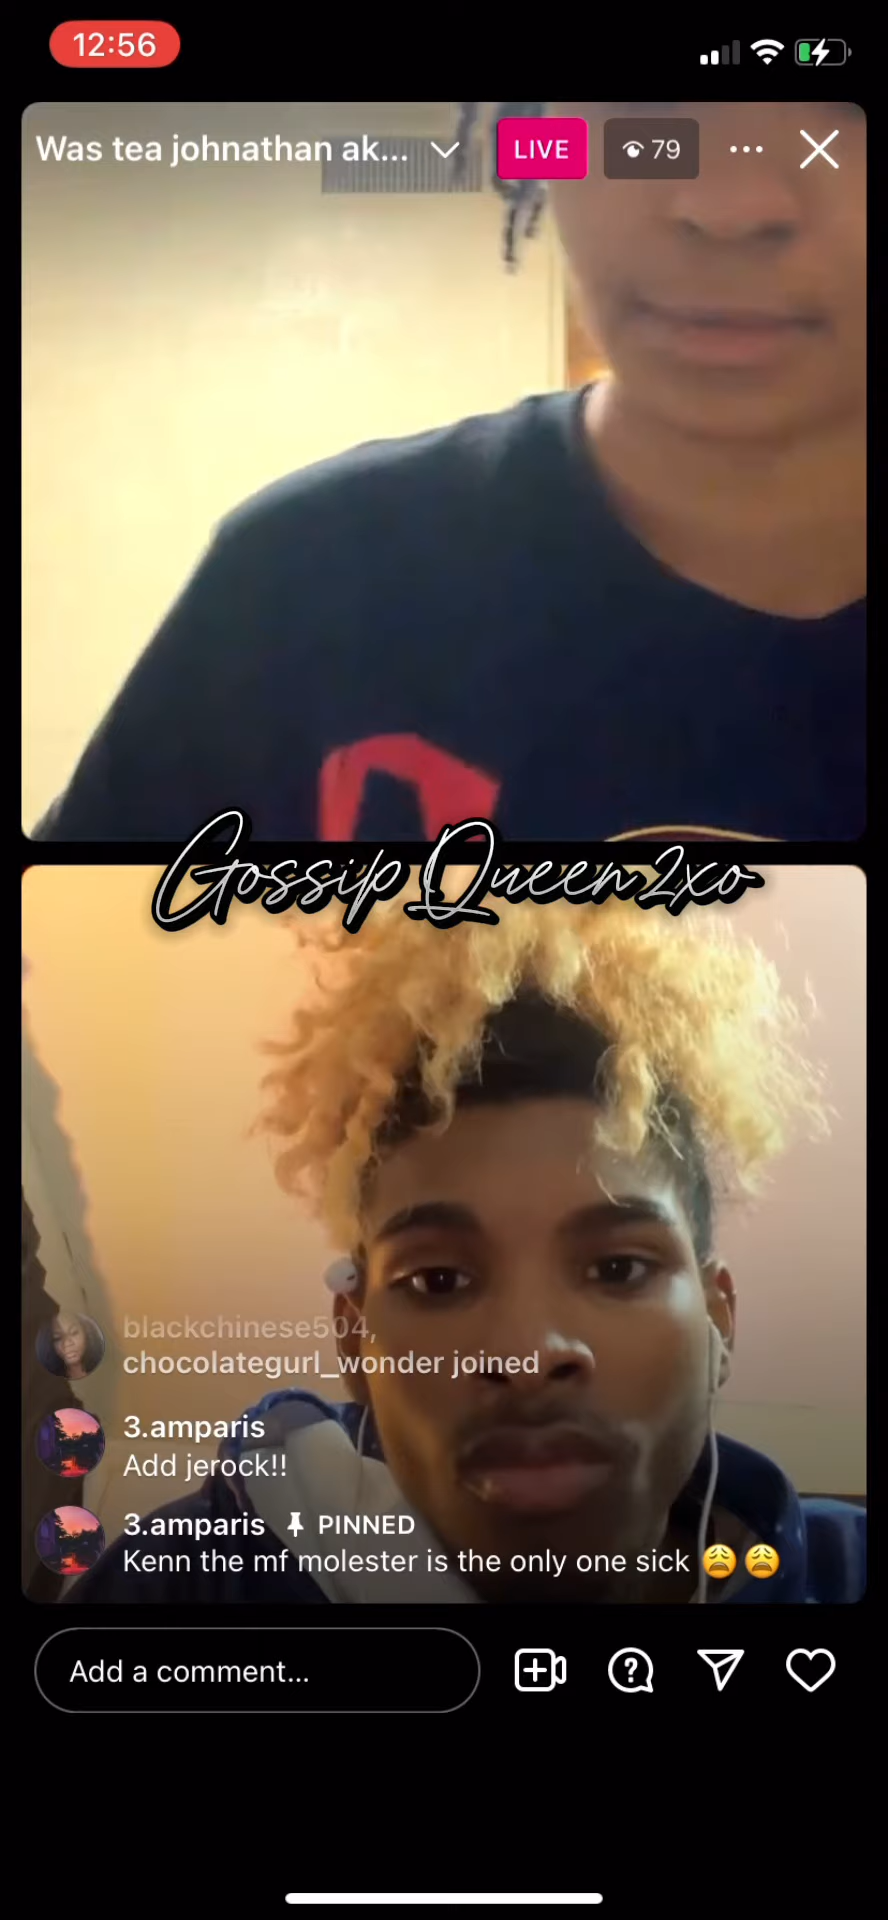 12:56
Was tea johnathan ak...
LIVE
79
Gossip Queen2xo
blackchinese504,
chocolategurl_wonder joined
3.amparis
Add jerock!!
3.amparis PINNED
Kenn the mf molester is the only one sick 😩😩
Add a comment...